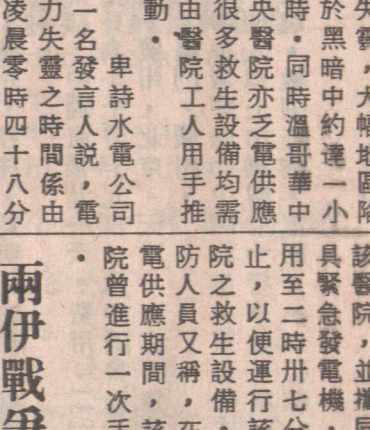 失靈，大幅地區陷
於黑暗中約達一小
時．同時溫哥華中
央醫院亦乏電供應
很多救生設備均需
由醫院工人用手推
動．
卑詩水電公司
一名發言人説，電
力失靈之時間係由
凌晨零時四十八分
該醫院，並攜同
具緊急發電機，
用至二時卅七分
止，以便運行該
院之救生設備．
防人員又稱，在
電供應期間，該
院曾進行一次手
．
兩伊戰爭